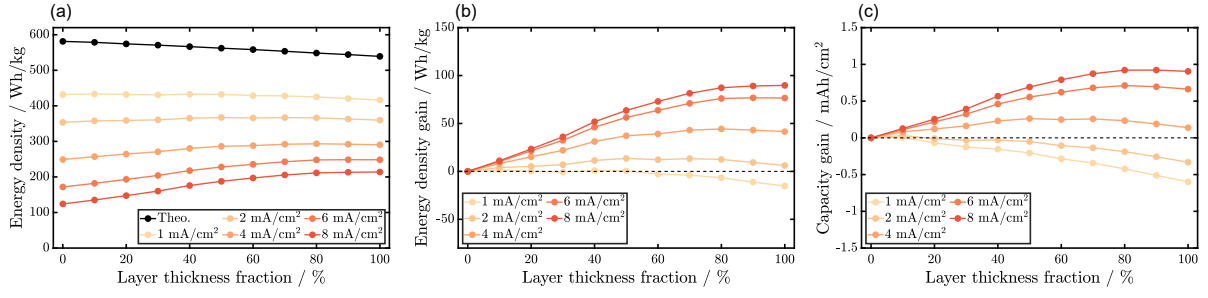 (a)
Energy density / Wh/kg
600
500
400
300
200
100
0
Theo.
1 mA/cm²
2 mA/cm²
4 mA/cm²
6 mA/cm²
8 mA/cm²
0 20 40 60 80 100
Layer thickness fraction / %
(b)
Energy density gain / Wh/kg
100
50
0
-50
1 mA/cm²
2 mA/cm²
4 mA/cm²
6 mA/cm²
8 mA/cm²
0 20 40 60 80 100
Layer thickness fraction / %
(c)
Capacity gain / mAh/cm²
1
0.5
0
-0.5
-1
-1.5
1 mA/cm²
2 mA/cm²
4 mA/cm²
6 mA/cm²
8 mA/cm²
0 20 40 60 80 100
Layer thickness fraction / %